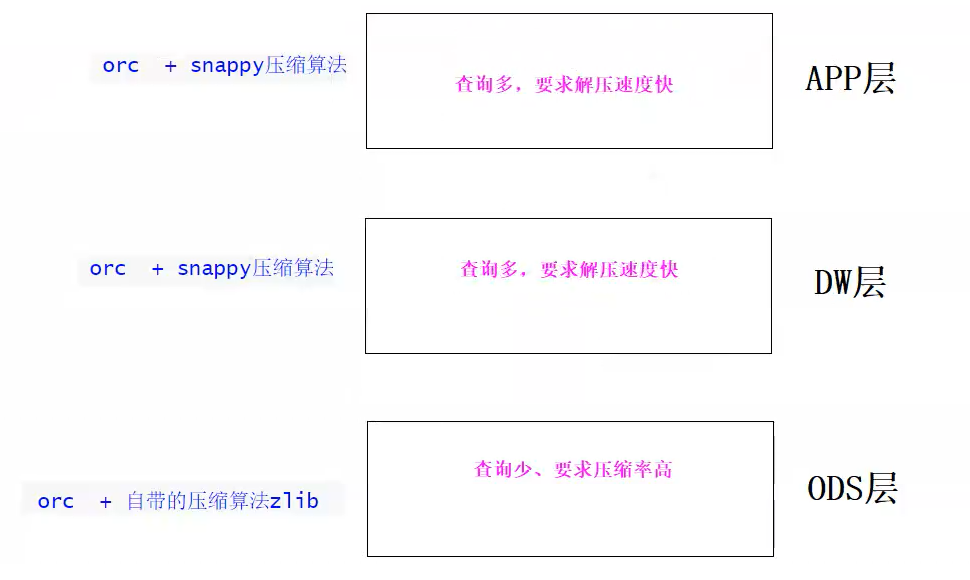 orc + snappy压缩算法
查询多，要求解压速度快
APP层
orc + snappy压缩算法
查询多，要求解压速度快
DW层
查询少、要求压缩率高
orc + 自带的压缩算法zlib
ODS层